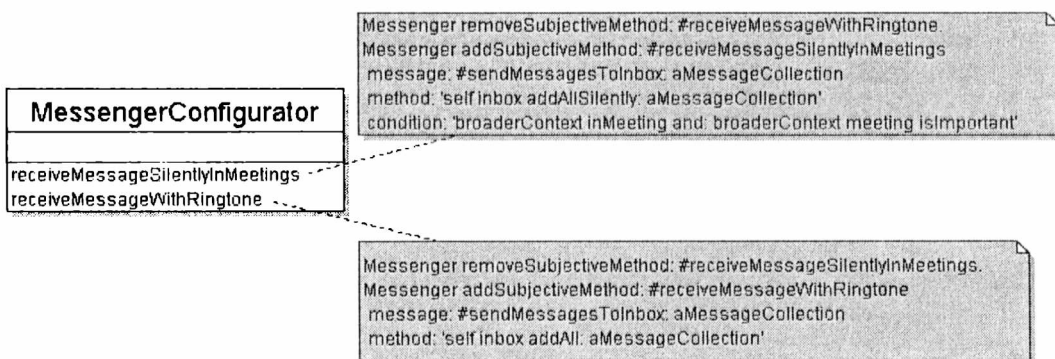 Messenger removeSubjectiveMethod: #receiveMessageWithRingtone.
Messenger addSubjectiveMethod: #receiveMessageSilentlyInMeetings
message: #sendMessagesToInbox: aMessageCollection
method: 'self inbox addAllSilently: aMessageCollection'
condition: 'broaderContext inMeeting and: broaderContext meeting isImportant'
MessengerConfigurator
receiveMessageSilentlyInMeetings
receiveMessageWithRingtone
Messenger removeSubjectiveMethod: #receiveMessageSilentlyInMeetings.
Messenger addSubjectiveMethod: #receiveMessageWithRingtone
message: #sendMessagesToInbox: aMessageCollection
method: 'self inbox addAll: aMessageCollection'